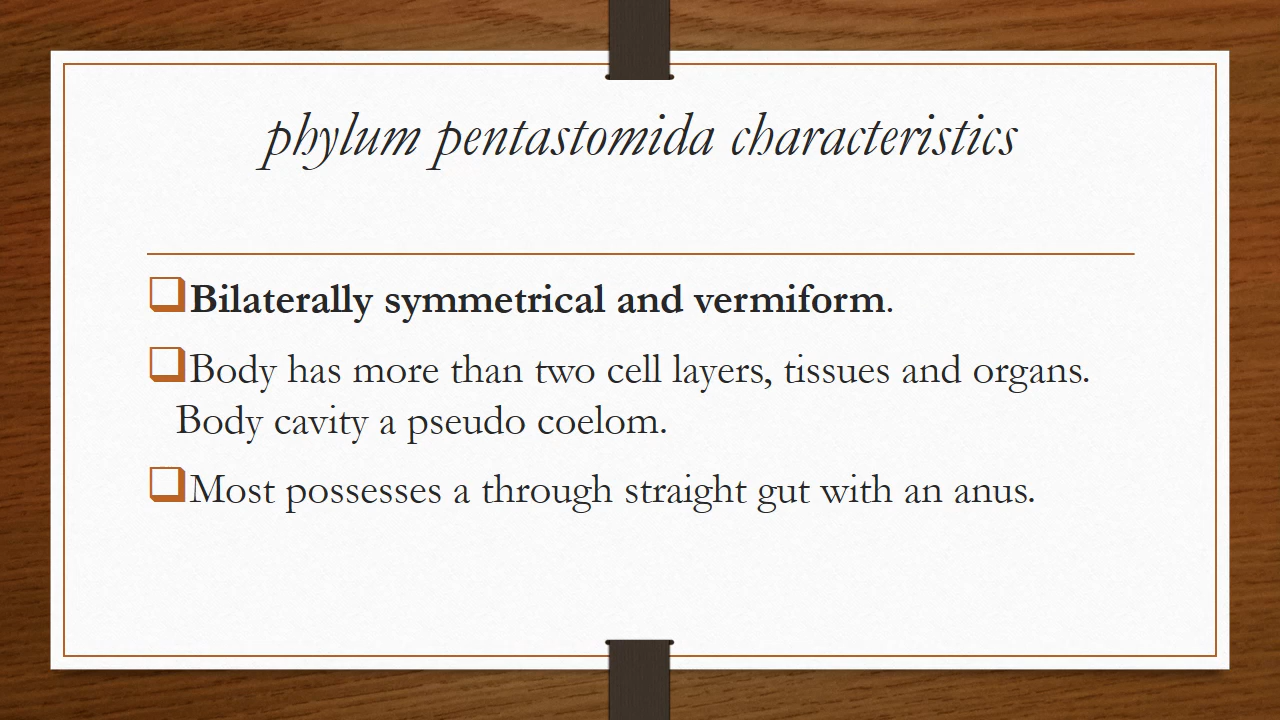 phylum pentastomida characteristics
Bilaterally symmetrical and vermiform.
Body has more than two cell layers, tissues and organs.
Body cavity a pseudo coelom.
Most possesses a through straight gut with an anus.